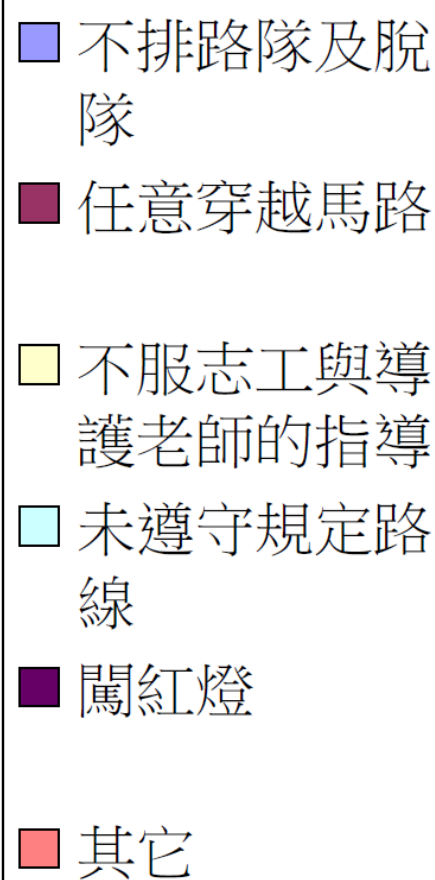 不排路隊及脫
隊
任意穿越馬路
不服志工與導
護老師的指導
未遵守規定路
線
闖紅燈
其它